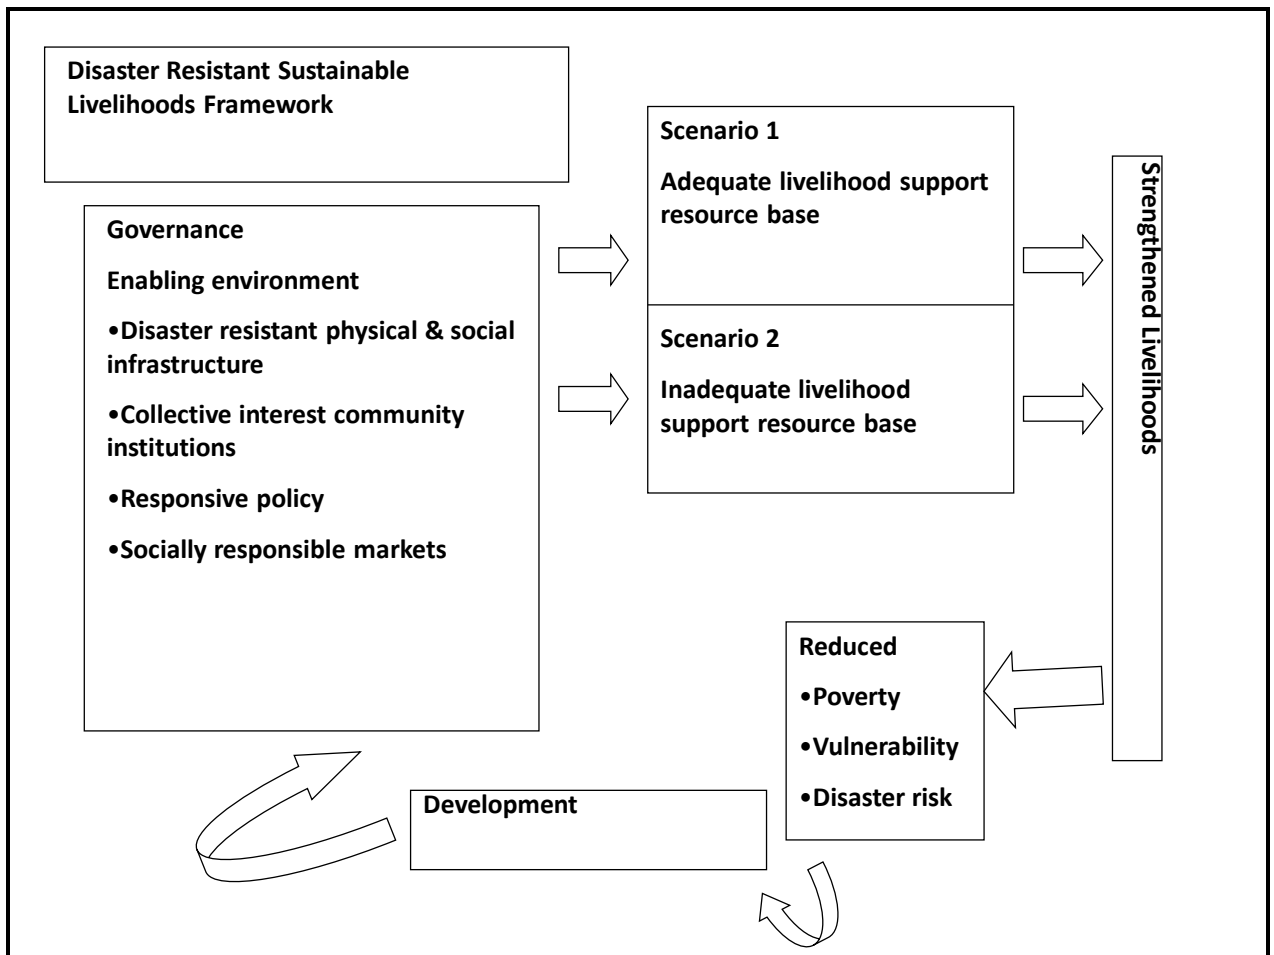 Disaster Resistant Sustainable
Livelihoods Framework
Governance
Enabling environment
•Disaster resistant physical & social
infrastructure
•Collective interest community
institutions
•Responsive policy
•Socially responsible markets
Scenario 1
Adequate livelihood support
resource base
Scenario 2
Inadequate livelihood
support resource base
Strengthened Livelihoods
Reduced
•Poverty
•Vulnerability
•Disaster risk
Development